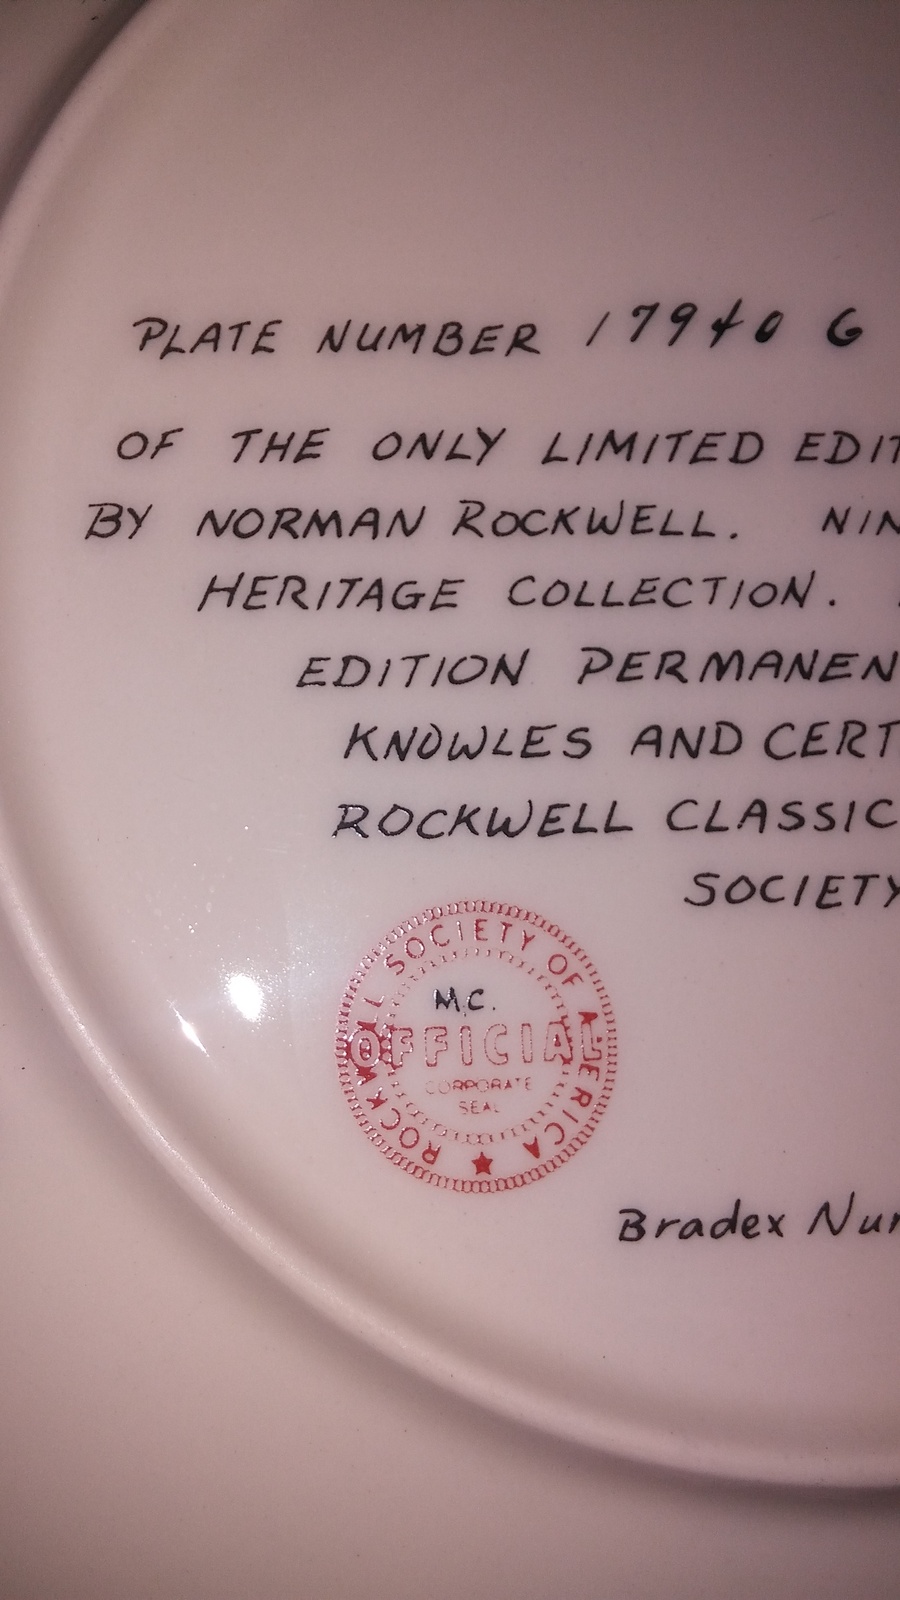 PLATE NUMBER 17940 G
OF THE ONLY LIMITED EDIT
BY NORMAN ROCKWELL. NIN
HERITAGE COLLECTION.
EDITION PERMANEN
KNOWLES AND CERT
ROCKWELL CLASSIC
SOCIETY
ROCKWELL SOCIETY OF AMERICA
M.C.
OFFICIAL
CORPORATE
SEAL
Bradex Nu